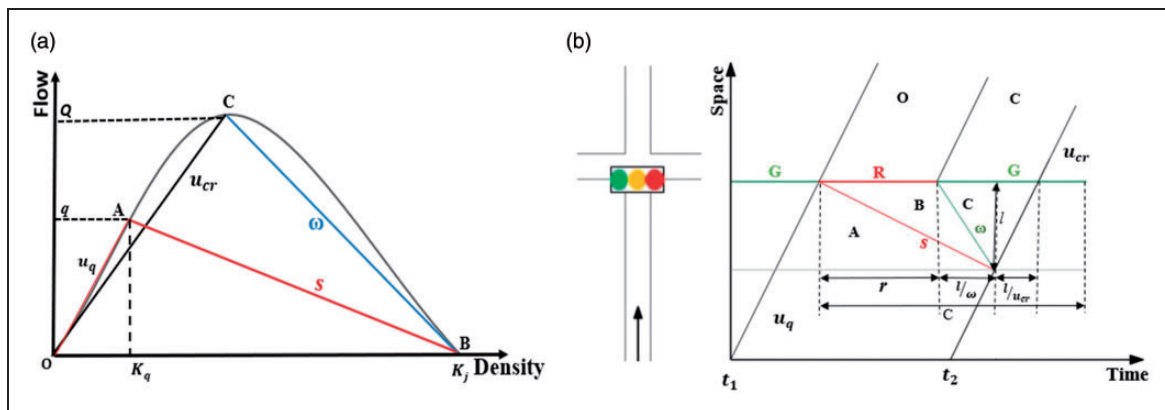 (a)
Flow
Q
C
u_cr
q
A
ω
u_q
S
O
K_q
B
K_j
Density
(b)
Space
O
C
u_cr
G
R
G
B
C
l
A
ω
S
r
l/ω
l/u_cr
C
u_q
t_1
t_2
Time